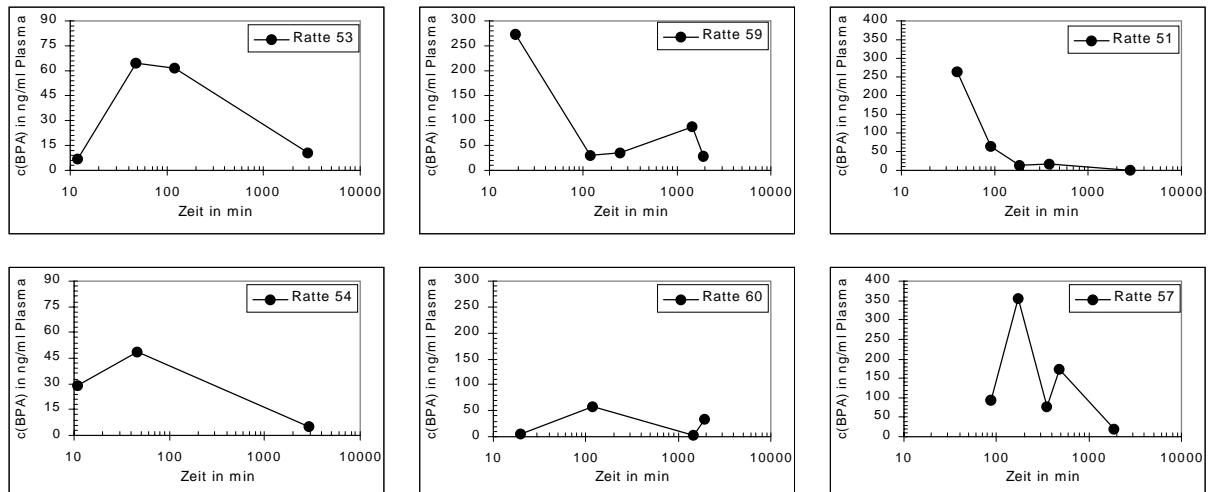 c(BPA) in ng/ml Plasma
90
75
60
45
30
15
0
10 100 1000 10000
Zeit in min
Ratte 53
c(BPA) in ng/ml Plasma
300
250
200
150
100
50
0
10 100 1000 10000
Zeit in min
Ratte 59
c(BPA) in ng/ml Plasma
400
350
300
250
200
150
100
50
0
10 100 1000 10000
Zeit in min
Ratte 51
c(BPA) in ng/ml Plasma
90
75
60
45
30
15
0
10 100 1000 10000
Zeit in min
Ratte 54
c(BPA) in ng/ml Plasma
300
250
200
150
100
50
0
10 100 1000 10000
Zeit in min
Ratte 60
c(BPA) in ng/ml Plasma
400
350
300
250
200
150
100
50
0
10 100 1000 10000
Zeit in min
Ratte 57